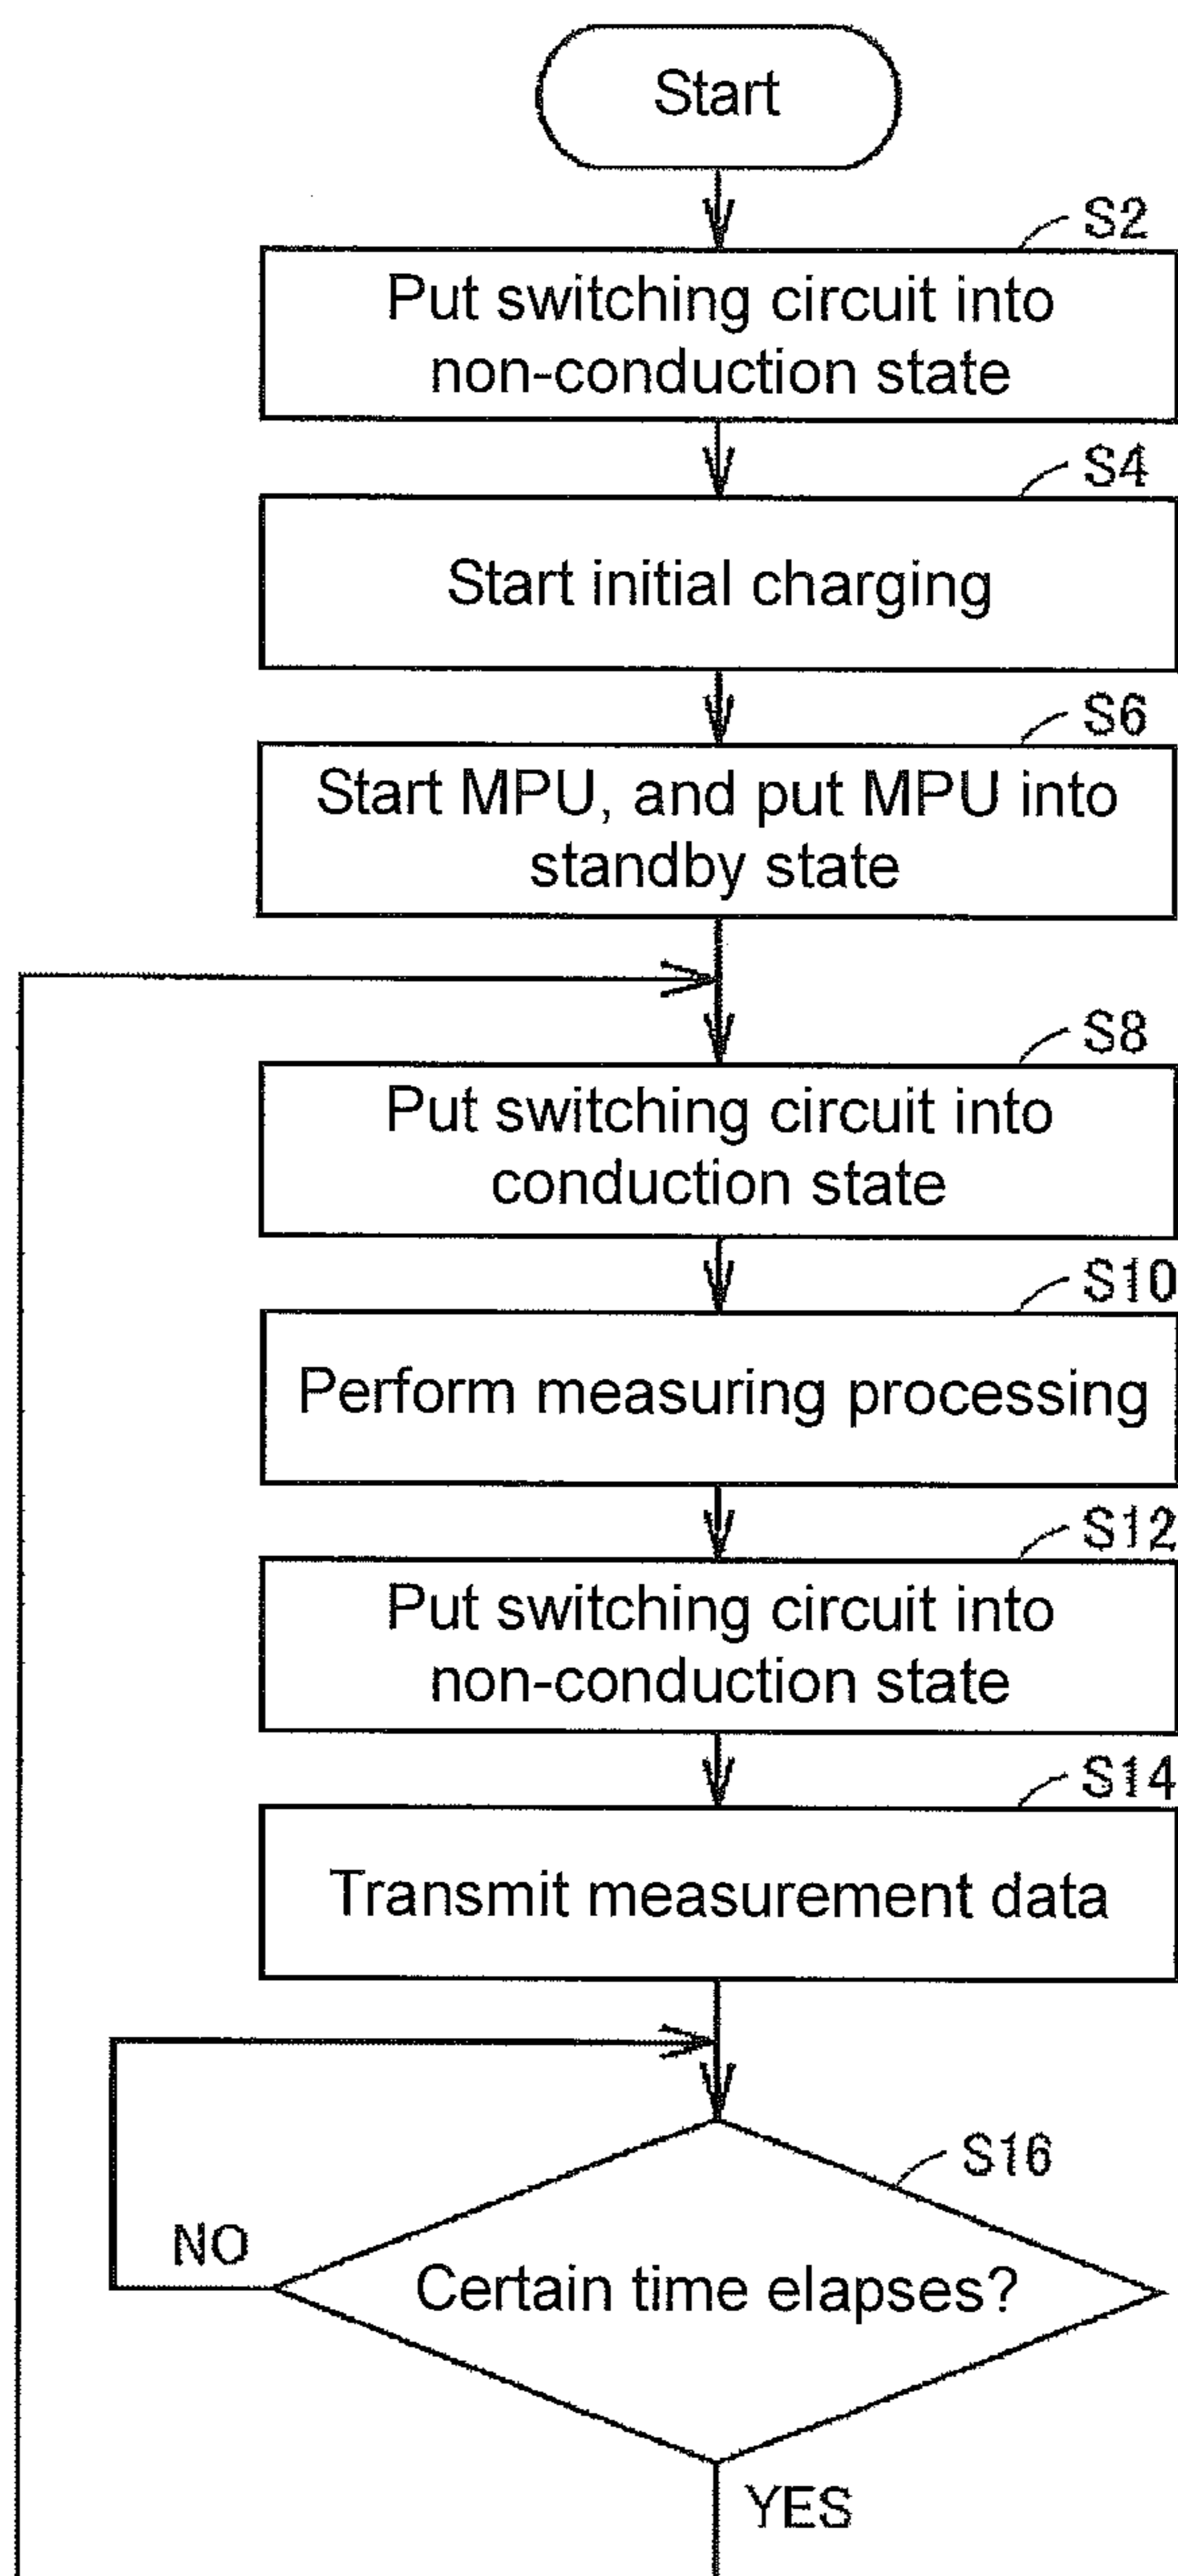 Start
S2
Put switching circuit into
non-conduction state
S4
Start initial charging
S6
Start MPU, and put MPU into
standby state
S8
Put switching circuit into
conduction state
S10
Perform measuring processing
S12
Put switching circuit into
non-conduction state
S14
Transmit measurement data
S16
NO
Certain time elapses?
YES